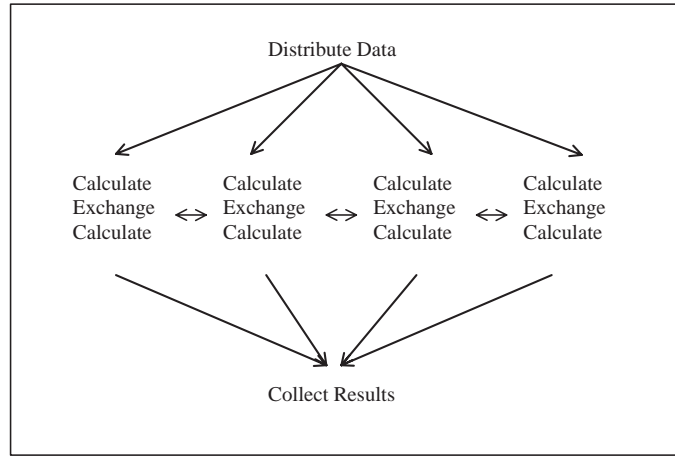 Distribute Data
Calculate
Exchange
Calculate
Calculate
Exchange
Calculate
Calculate
Exchange
Calculate
Calculate
Exchange
Calculate
Collect Results